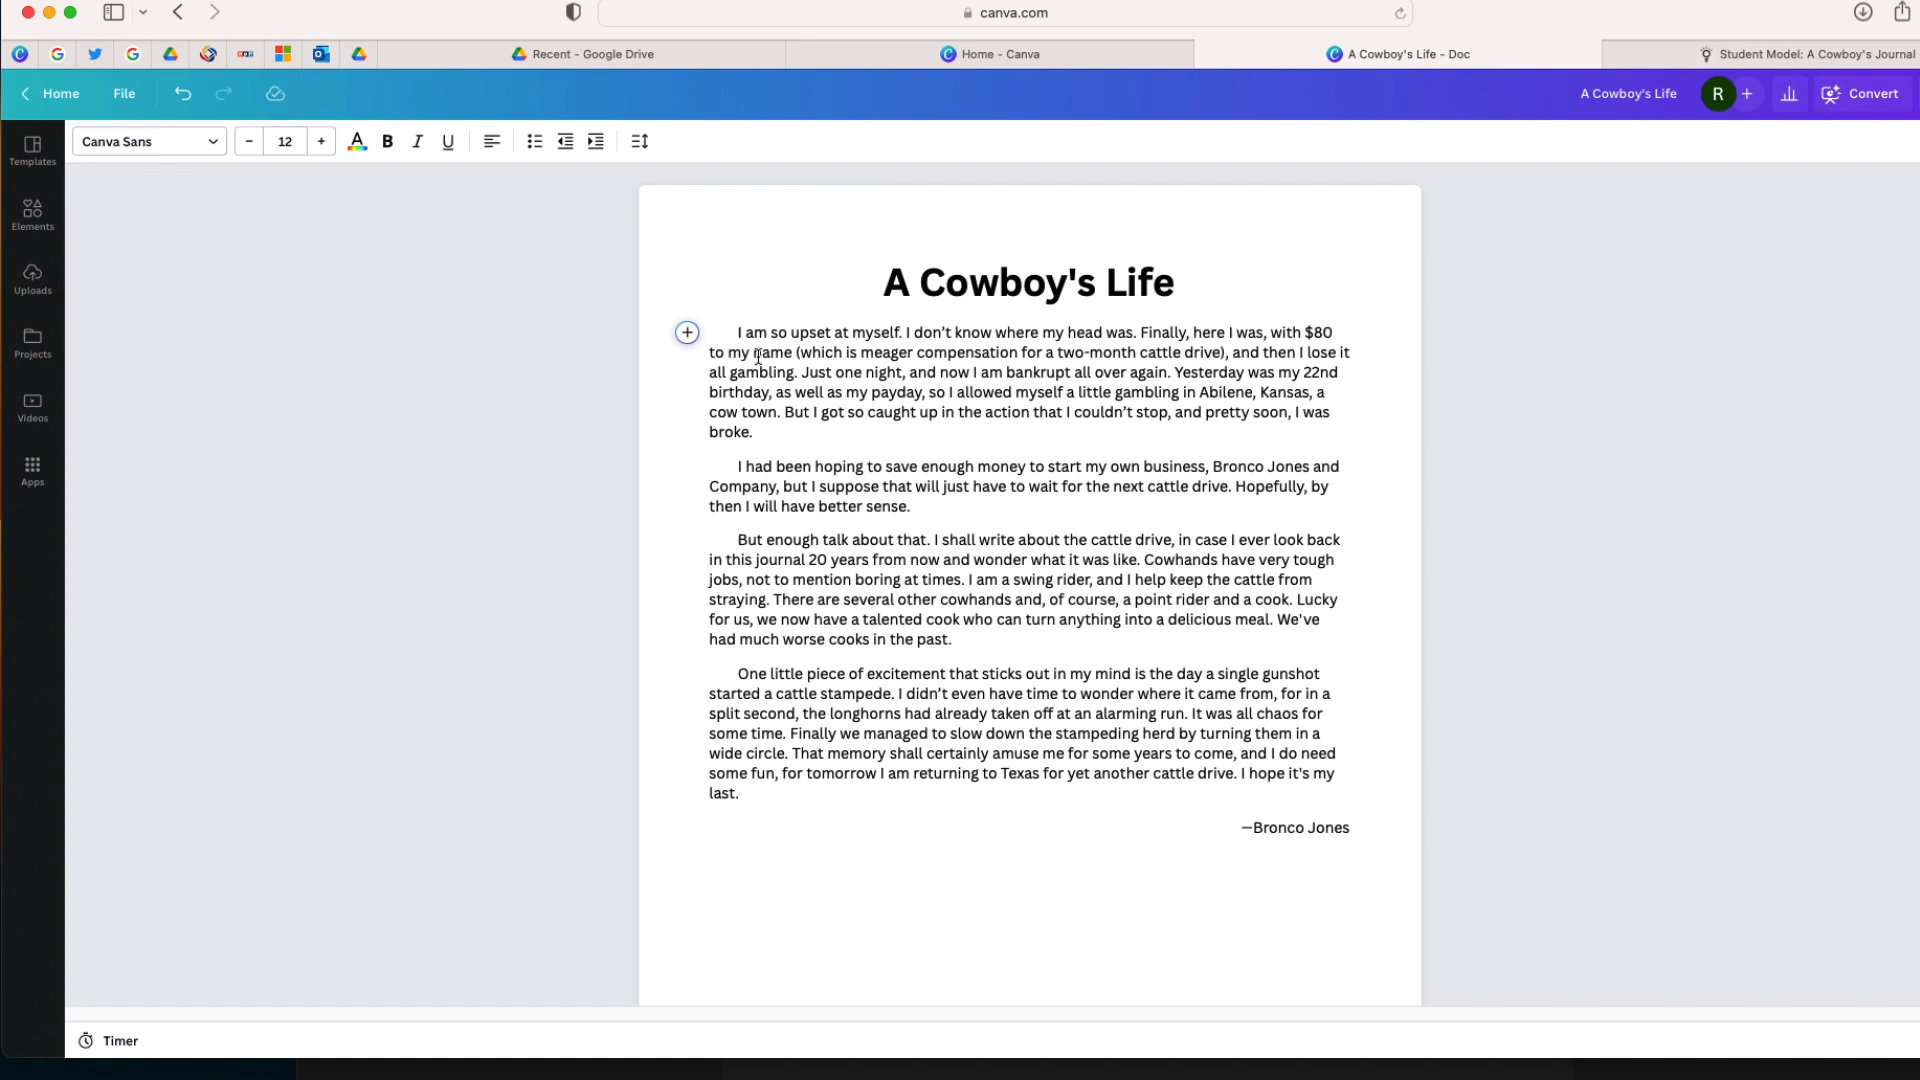 canva.com
Recent - Google Drive
Home - Canva
A Cowboy's Life - Doc
Student Model: A Cowboy's Journal
Home
File
A Cowboy's Life
R
+
Convert
Canva Sans
-
12
+
A
B
I
U
Templates
Elements
Uploads
Projects
Videos
Apps
A Cowboy's Life
I am so upset at myself. I don’t know where my head was. Finally, here I was, with $80
to my name (which is meager compensation for a two-month cattle drive), and then I lose it
all gambling. Just one night, and now I am bankrupt all over again. Yesterday was my 22nd
birthday, as well as my payday, so I allowed myself a little gambling in Abilene, Kansas, a
cow town. But I got so caught up in the action that I couldn’t stop, and pretty soon, I was
broke.
I had been hoping to save enough money to start my own business, Bronco Jones and
Company, but I suppose that will just have to wait for the next cattle drive. Hopefully, by
then I will have better sense.
But enough talk about that. I shall write about the cattle drive, in case I ever look back
in this journal 20 years from now and wonder what it was like. Cowhands have very tough
jobs, not to mention boring at times. I am a swing rider, and I help keep the cattle from
straying. There are several other cowhands and, of course, a point rider and a cook. Lucky
for us, we now have a talented cook who can turn anything into a delicious meal. We've
had much worse cooks in the past.
One little piece of excitement that sticks out in my mind is the day a single gunshot
started a cattle stampede. I didn’t even have time to wonder where it came from, for in a
split second, the longhorns had already taken off at an alarming run. It was all chaos for
some time. Finally we managed to slow down the stampeding herd by turning them in a
wide circle. That memory shall certainly amuse me for some years to come, and I do need
some fun, for tomorrow I am returning to Texas for yet another cattle drive. I hope it's my
last.
—Bronco Jones
Timer